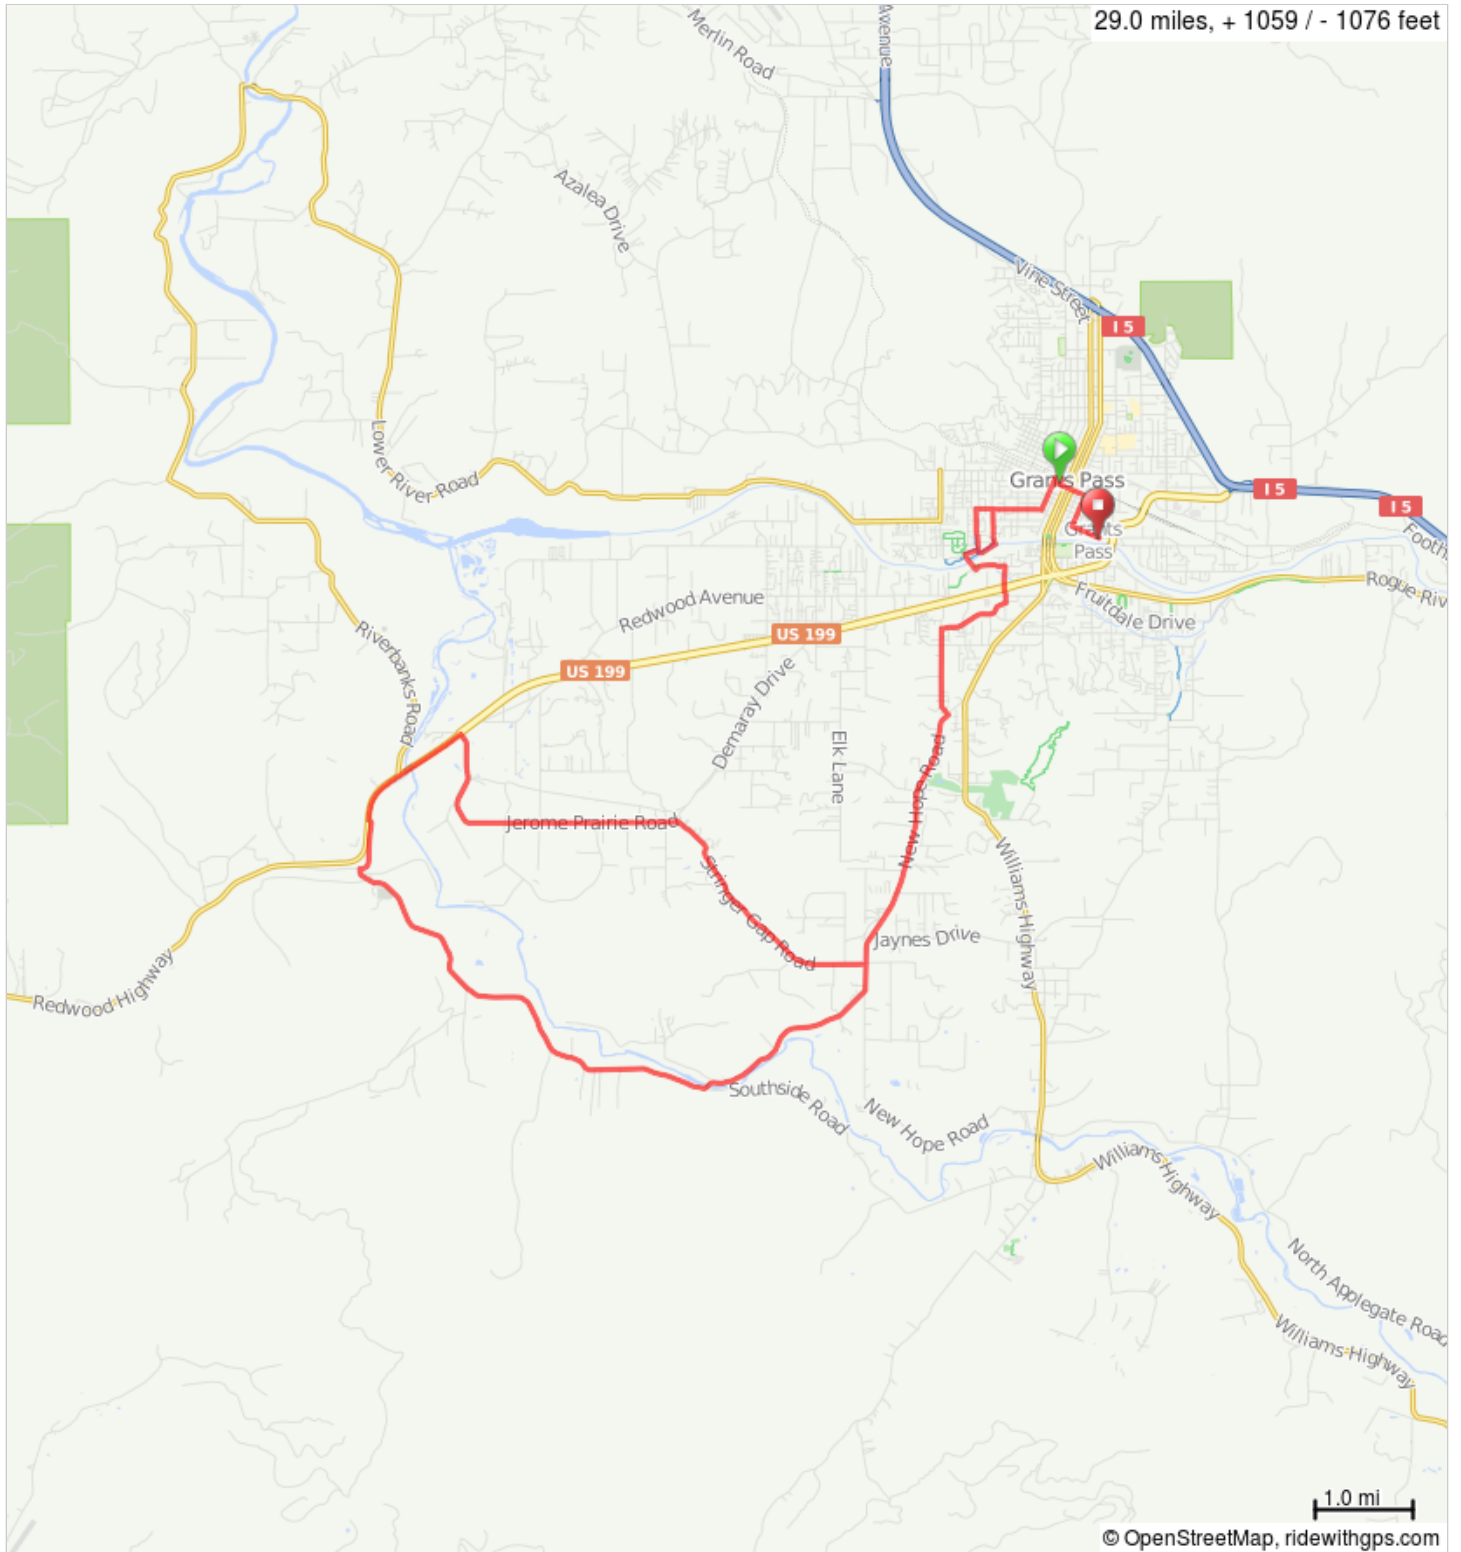 29.0 miles, + 1059 / - 1076 feet
Avenue
Merlin Road
Azalea Drive
Vine Street
I 5
Lower River Road
Grants Pass
I 5
I 5
Grants
Pass
Footh
Rogue Riv
Redwood Avenue
Fruitdale Drive
US 199
US 199
Riverbanks Road
Demaray Drive
Elk Lane
New Hope Road
Jerome Prairie Road
Stringer Gap Road
Williams Highway
Jaynes Drive
Redwood Highway
Southside Road
New Hope Road
Williams Highway
North Applegate Road
Williams Highway
1.0 mi
© OpenStreetMap, ridewithgps.com